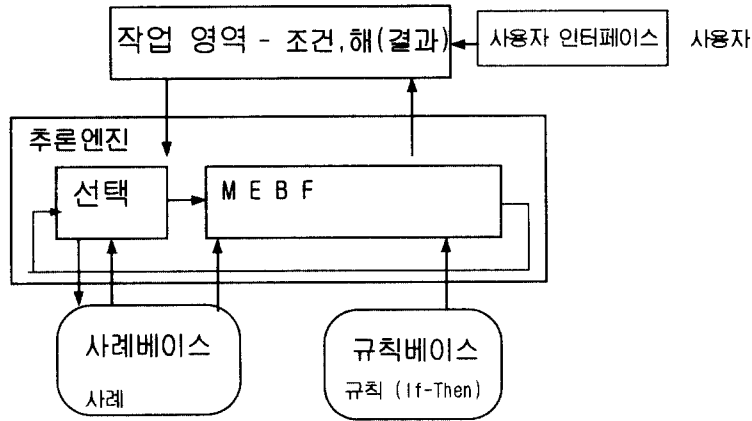 작업 영역 - 조건,해(결과)
사용자 인터페이스
사용자
추론엔진
선택
M E B F
사례베이스
사례
규칙베이스
규칙 (If-Then)